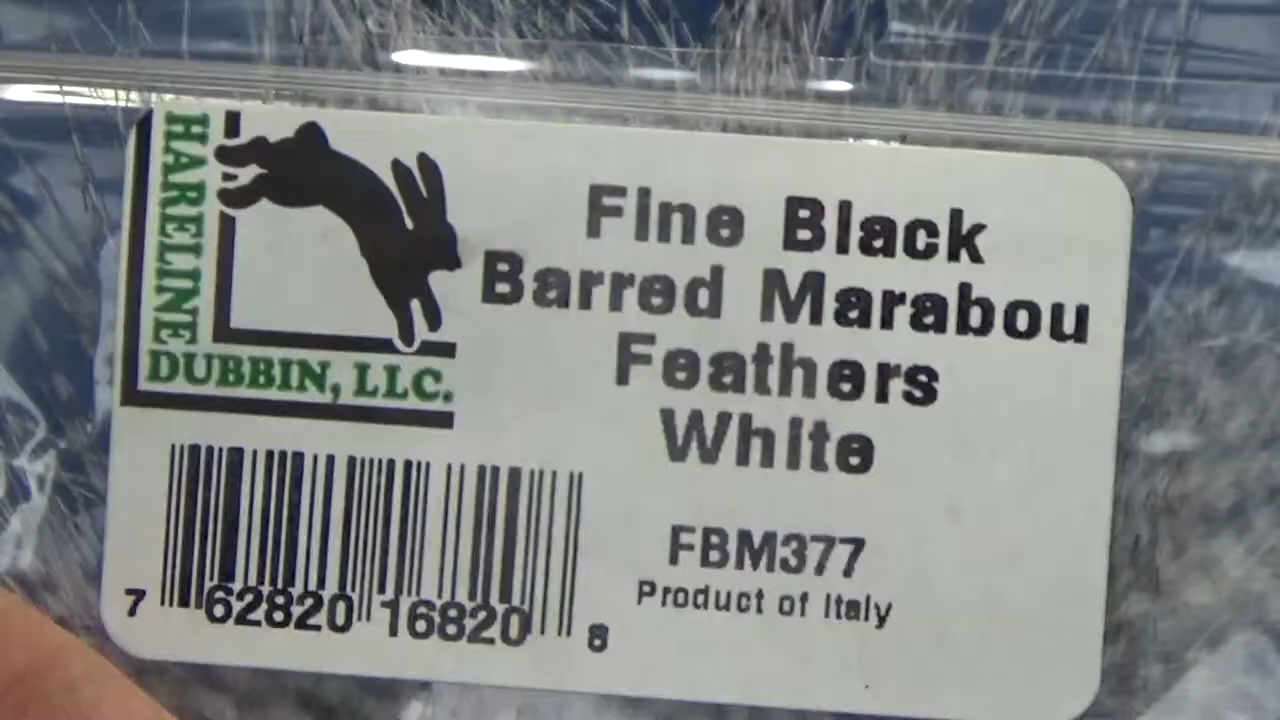 HARELINE
DUBBIN, LLC.
Fine Black
Barred Marabou
Feathers
White
FBM377
Product of Italy
7 62820 16820 8